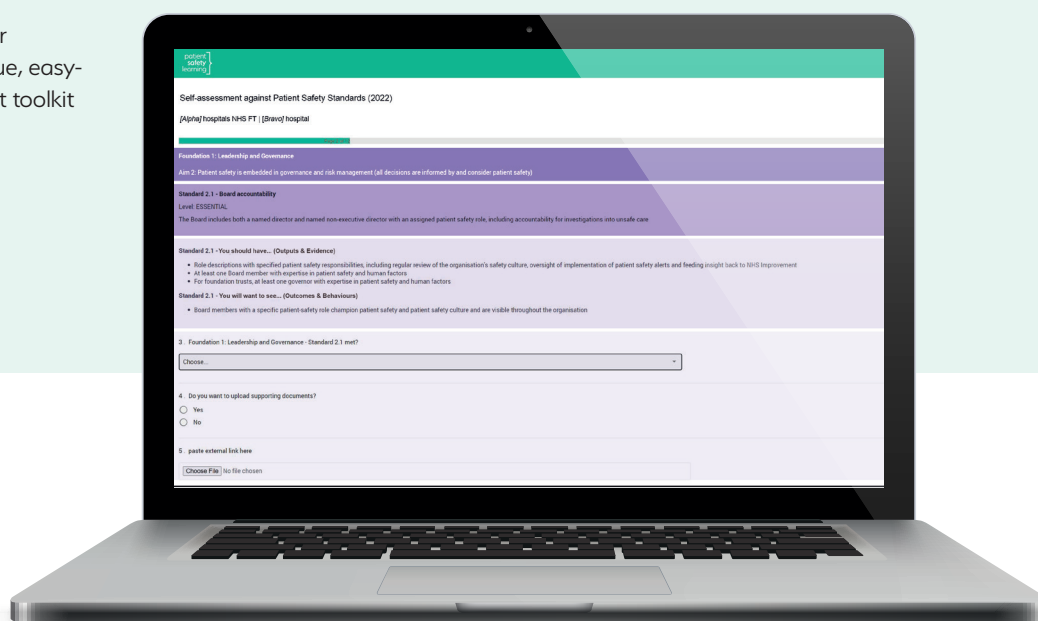 r
ue, easy-
t toolkit
patient
safety
learning
Self-assessment against Patient Safety Standards (2022)
[Alpha] hospitals NHS FT | [Bravo] hospital
Foundation 1: Leadership and Governance
Aim 2: Patient safety is embedded in governance and risk management (all decisions are informed by and consider patient safety)
Standard 2.1 - Board accountability
Level: ESSENTIAL
The Board includes both a named director and named non-executive director with an assigned patient safety role, including accountability for investigations into unsafe care
Standard 2.1 - You should have... (Outputs & Evidence)
• Role descriptions with specified patient safety responsibilities, including regular review of the organisation's safety culture, oversight of implementation of patient safety alerts and feeding insight back to NHS Improvement
• At least one Board member with expertise in patient safety and human factors
• For foundation trusts, at least one governor with expertise in patient safety and human factors
Standard 2.1 - You will want to see... (Outcomes & Behaviours)
• Board members with a specific patient-safety role champion patient safety and patient safety culture and are visible throughout the organisation
3 . Foundation 1: Leadership and Governance - Standard 2.1 met?
Choose...
4 . Do you want to upload supporting documents?
Yes
No
5 . paste external link here
Choose File No file chosen